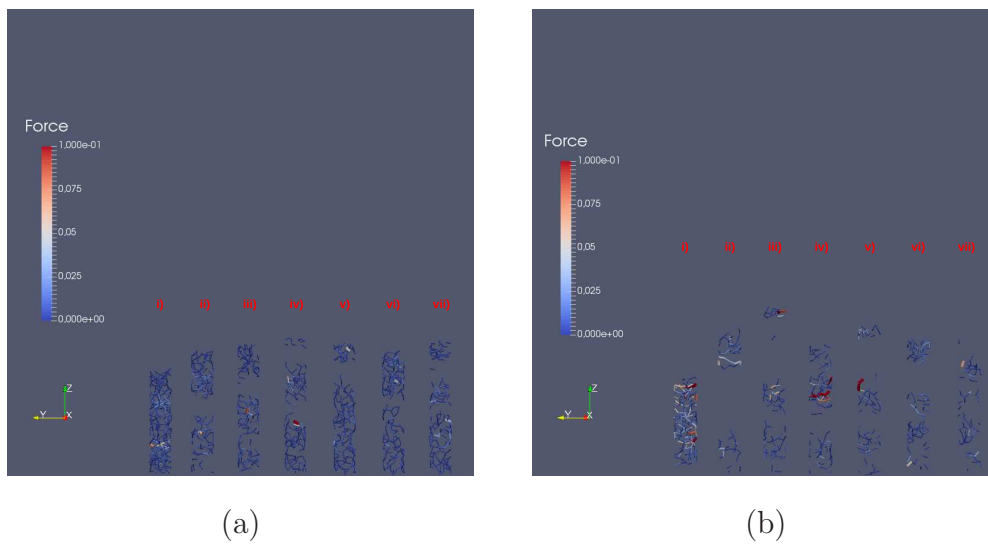 Force
1,000e-01
0,075
0,05
0,025
0,000e+00
i) ii) iii) iv) v) vi) vii)
Z
Y X
(a)
Force
1,000e-01
0,075
0,05
0,025
0,000e+00
i) ii) iii) iv) v) vi) vii)
Z
Y X
(b)